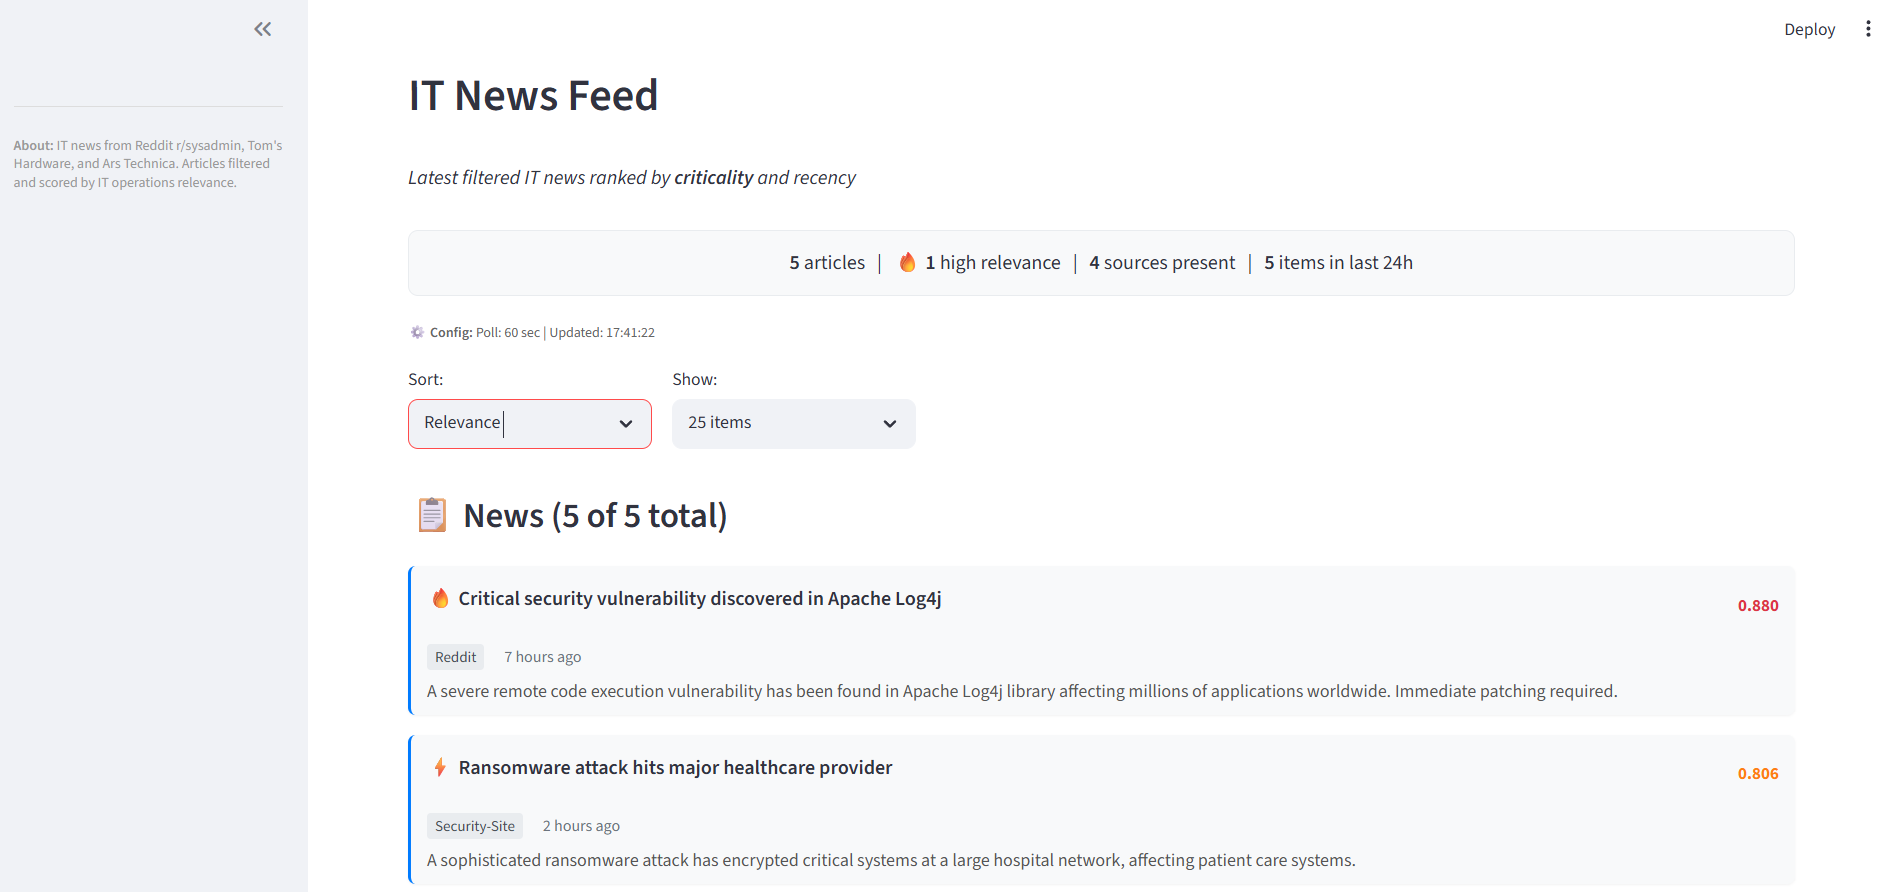 Deploy
About: IT news from Reddit r/sysadmin, Tom's
Hardware, and Ars Technica. Articles filtered
and scored by IT operations relevance.
IT News Feed
Latest filtered IT news ranked by criticality and recency
5 articles | 🔥 1 high relevance | 4 sources present | 5 items in last 24h
⚙️ Config: Poll: 60 sec | Updated: 17:41:22
Sort: Show:
Relevance 25 items
📋 News (5 of 5 total)
🔥 Critical security vulnerability discovered in Apache Log4j 0.880
Reddit 7 hours ago
A severe remote code execution vulnerability has been found in Apache Log4j library affecting millions of applications worldwide. Immediate patching required.
⚡ Ransomware attack hits major healthcare provider 0.806
Security-Site 2 hours ago
A sophisticated ransomware attack has encrypted critical systems at a large hospital network, affecting patient care systems.